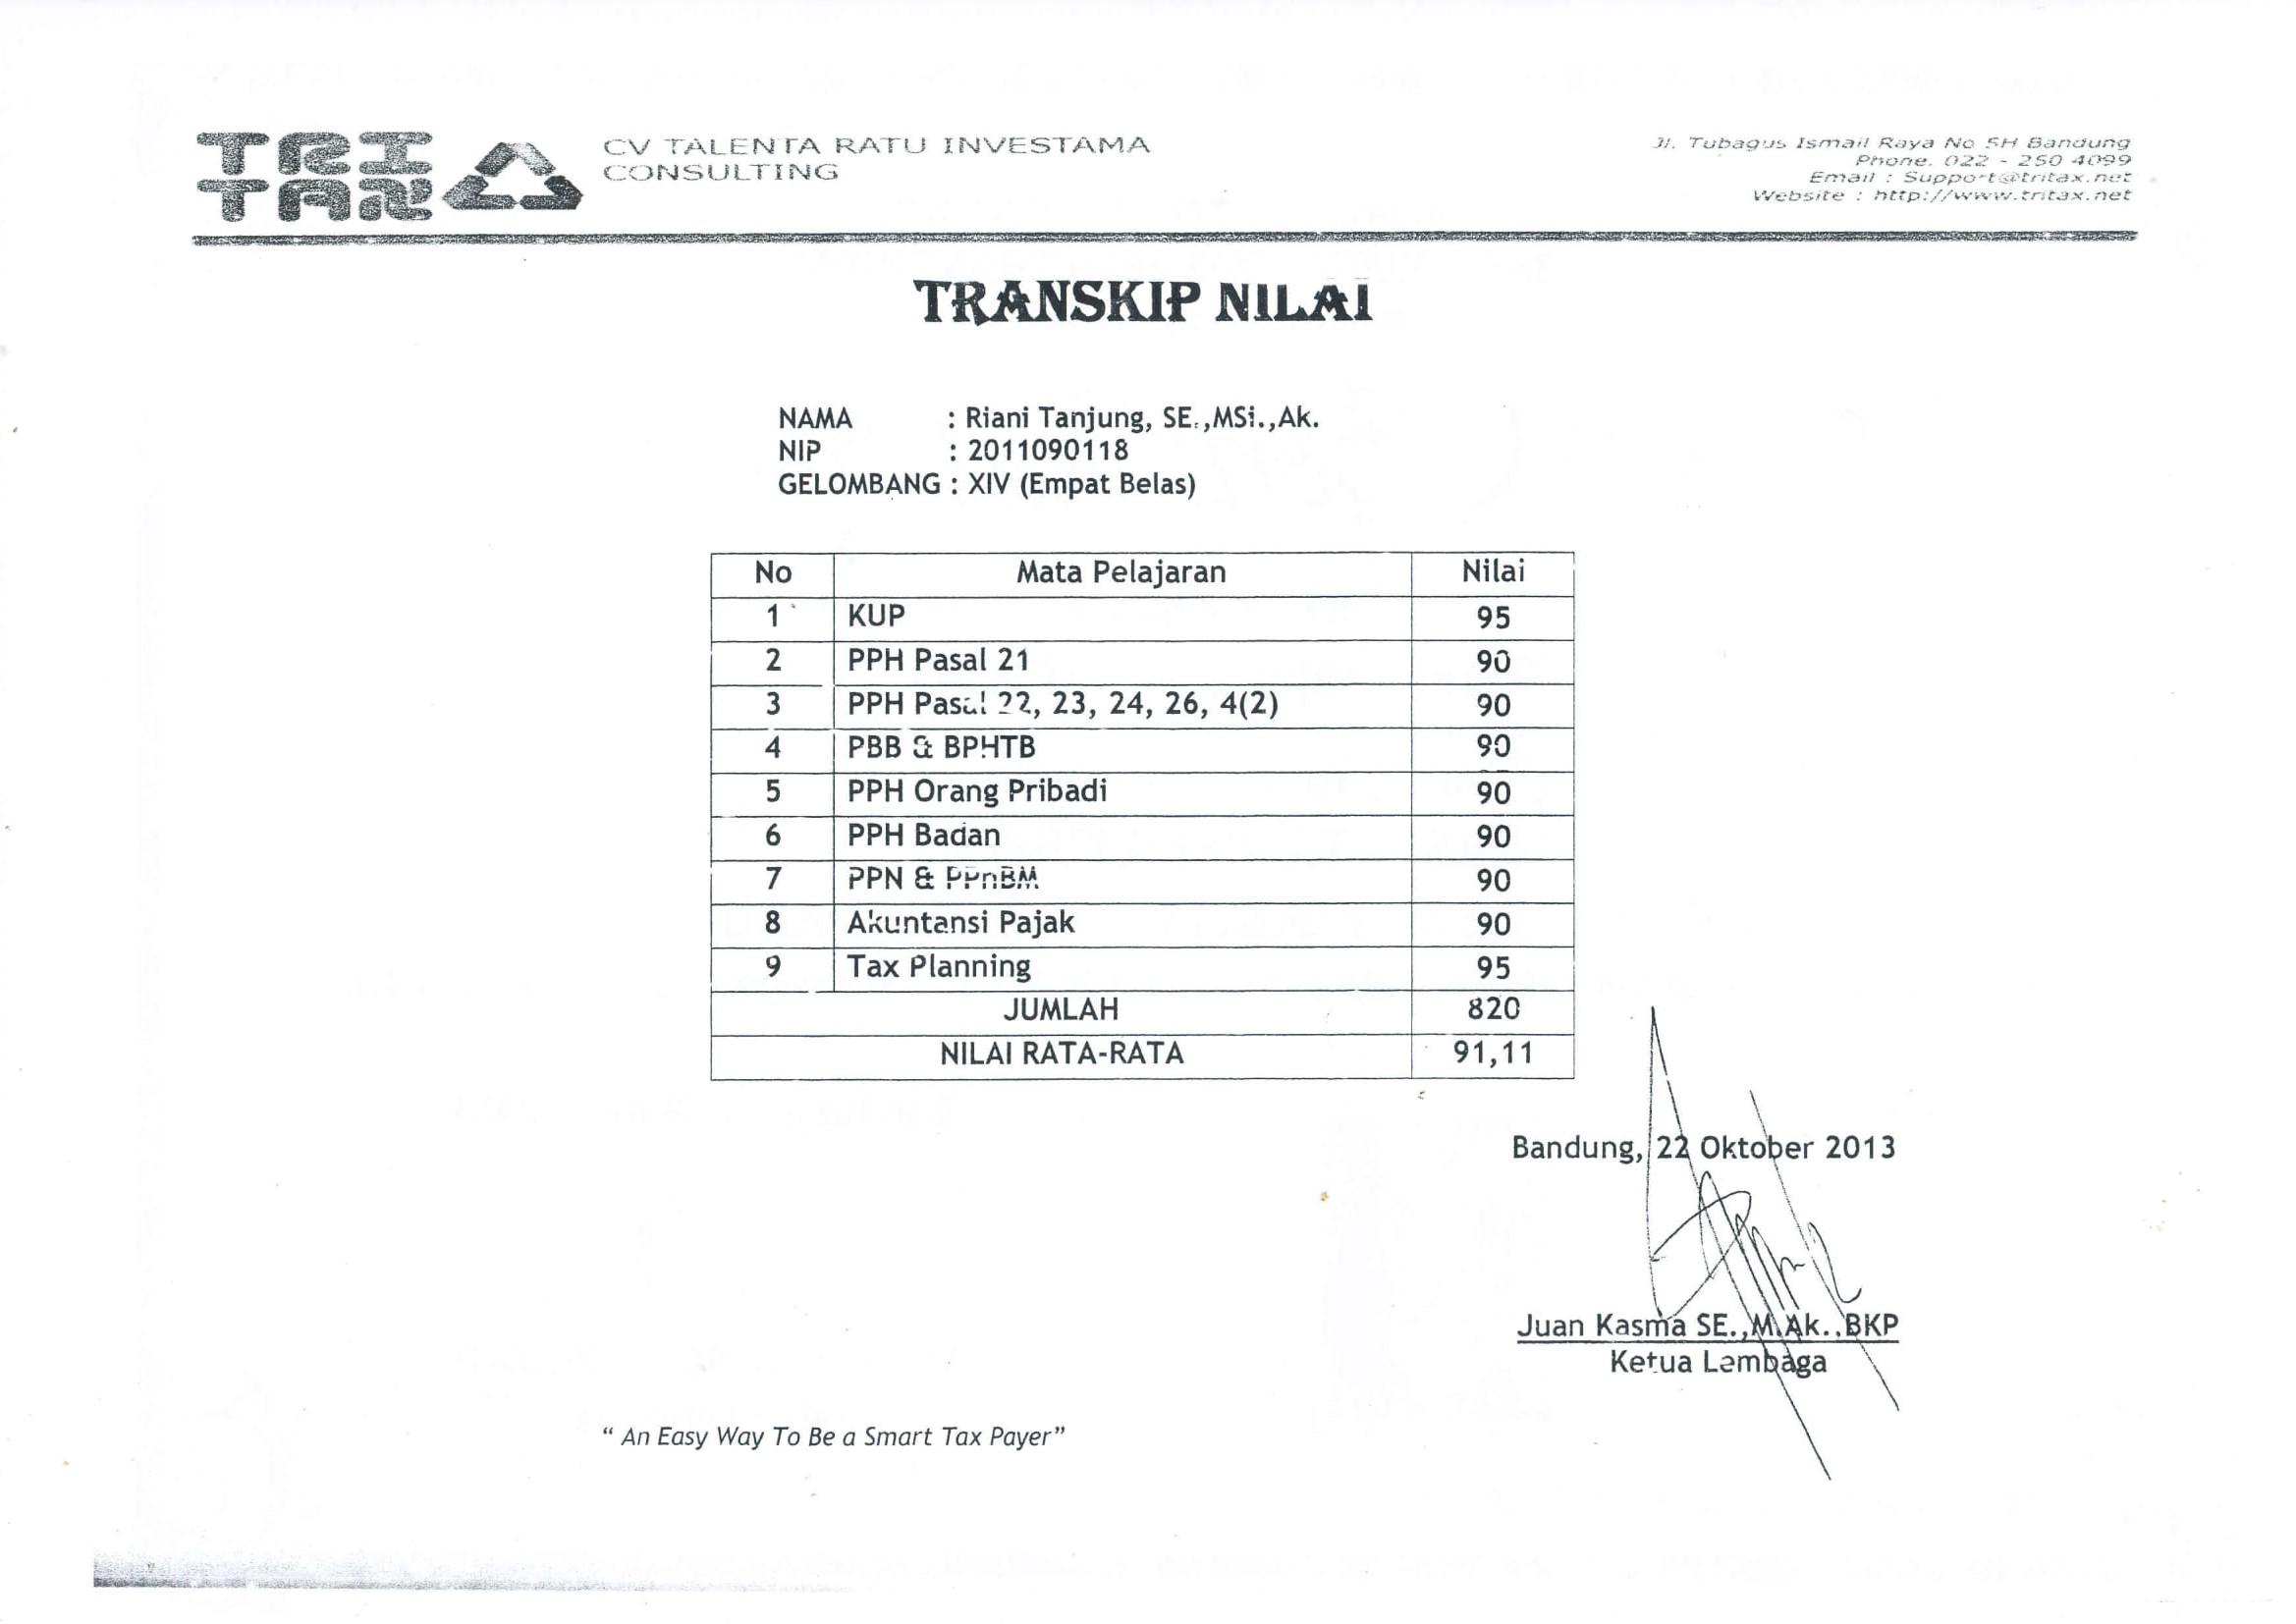 TRI
TAX
CV TALENTA RATU INVESTAMA
CONSULTING
Jl. Tubagus Ismail Raya No 5H Bandung
Phone. 022 - 250 4099
Email : Support@tritax.net
Website : http://www.tritax.net
TRANSKIP NILAI
NAMA : Riani Tanjung, SE.,MSi.,Ak.
NIP : 2011090118
GELOMBANG : XIV (Empat Belas)
No Mata Pelajaran Nilai
1 KUP 95
2 PPH Pasal 21 90
3 PPH Pasal 22, 23, 24, 26, 4(2) 90
4 PBB & BPHTB 90
5 PPH Orang Pribadi 90
6 PPH Badan 90
7 PPN & PPnBM 90
8 Akuntansi Pajak 90
9 Tax Planning 95
JUMLAH 820
NILAI RATA-RATA 91,11
Bandung, 22 Oktober 2013
Juan Kasma SE.,M.Ak.,BKP
Ketua Lembaga
“ An Easy Way To Be a Smart Tax Payer”